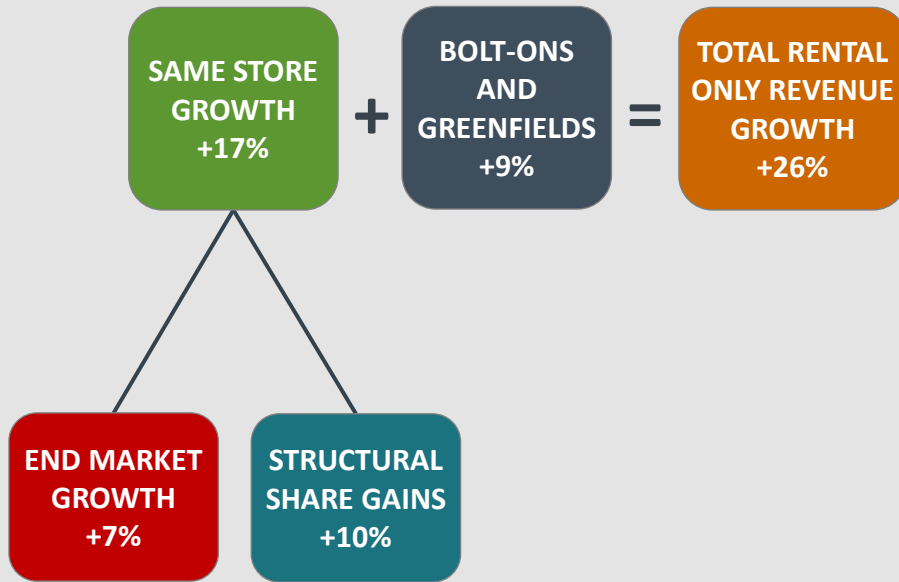 SAME STORE
GROWTH
+17%
+
BOLT-ONS
AND
GREENFIELDS
+9%
=
TOTAL RENTAL
ONLY REVENUE
GROWTH
+26%
END MARKET
GROWTH
+7%
STRUCTURAL
SHARE GAINS
+10%